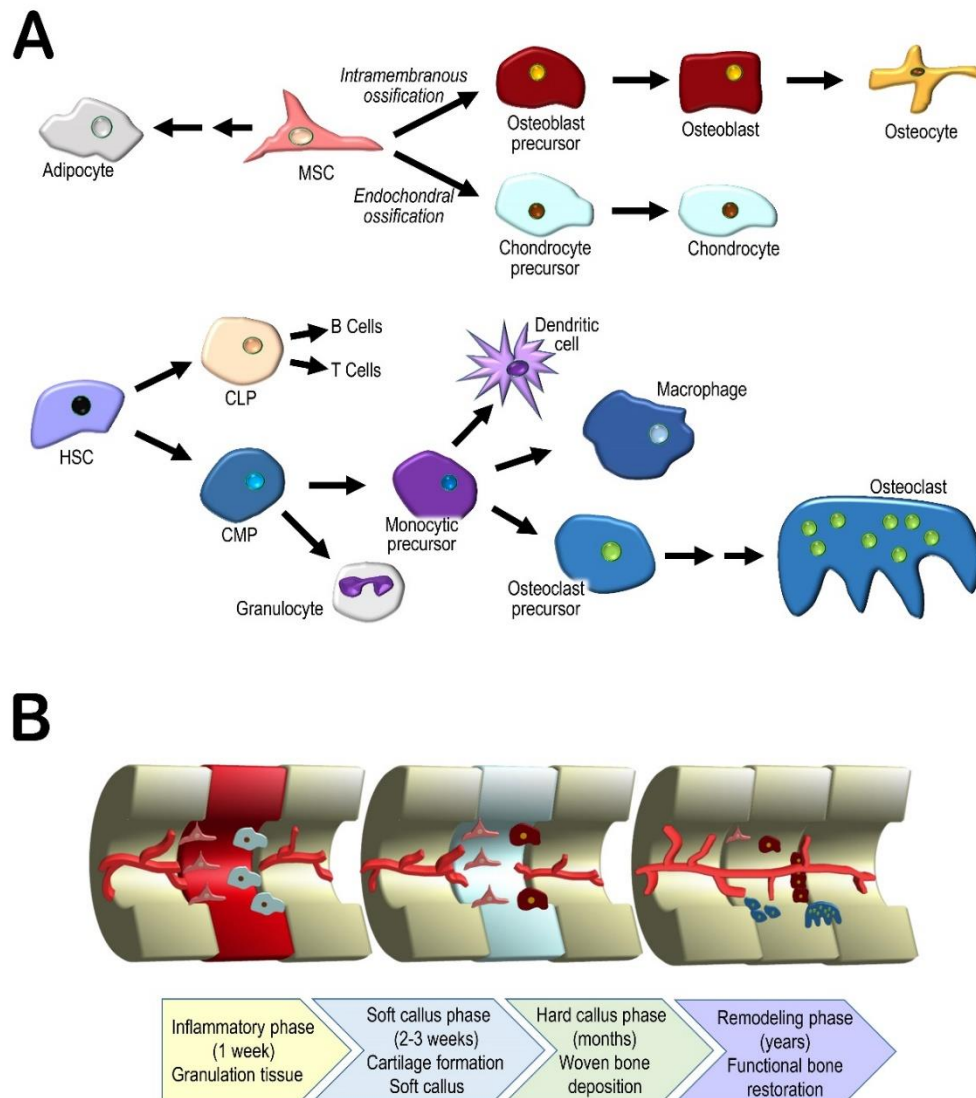 A
Intramembranous
ossification
Adipocyte
MSC
Osteoblast
precursor
Osteoblast
Osteocyte
Endochondral
ossification
Chondrocyte
precursor
Chondrocyte
HSC
CLP
B Cells
T Cells
CMP
Granulocyte
Monocytic
precursor
Dendritic
cell
Macrophage
Osteoclast
precursor
Osteoclast
B
Inflammatory phase
(1 week)
Granulation tissue
Soft callus phase
(2-3 weeks)
Cartilage formation
Soft callus
Hard callus phase
(months)
Woven bone
deposition
Remodeling phase
(years)
Functional bone
restoration